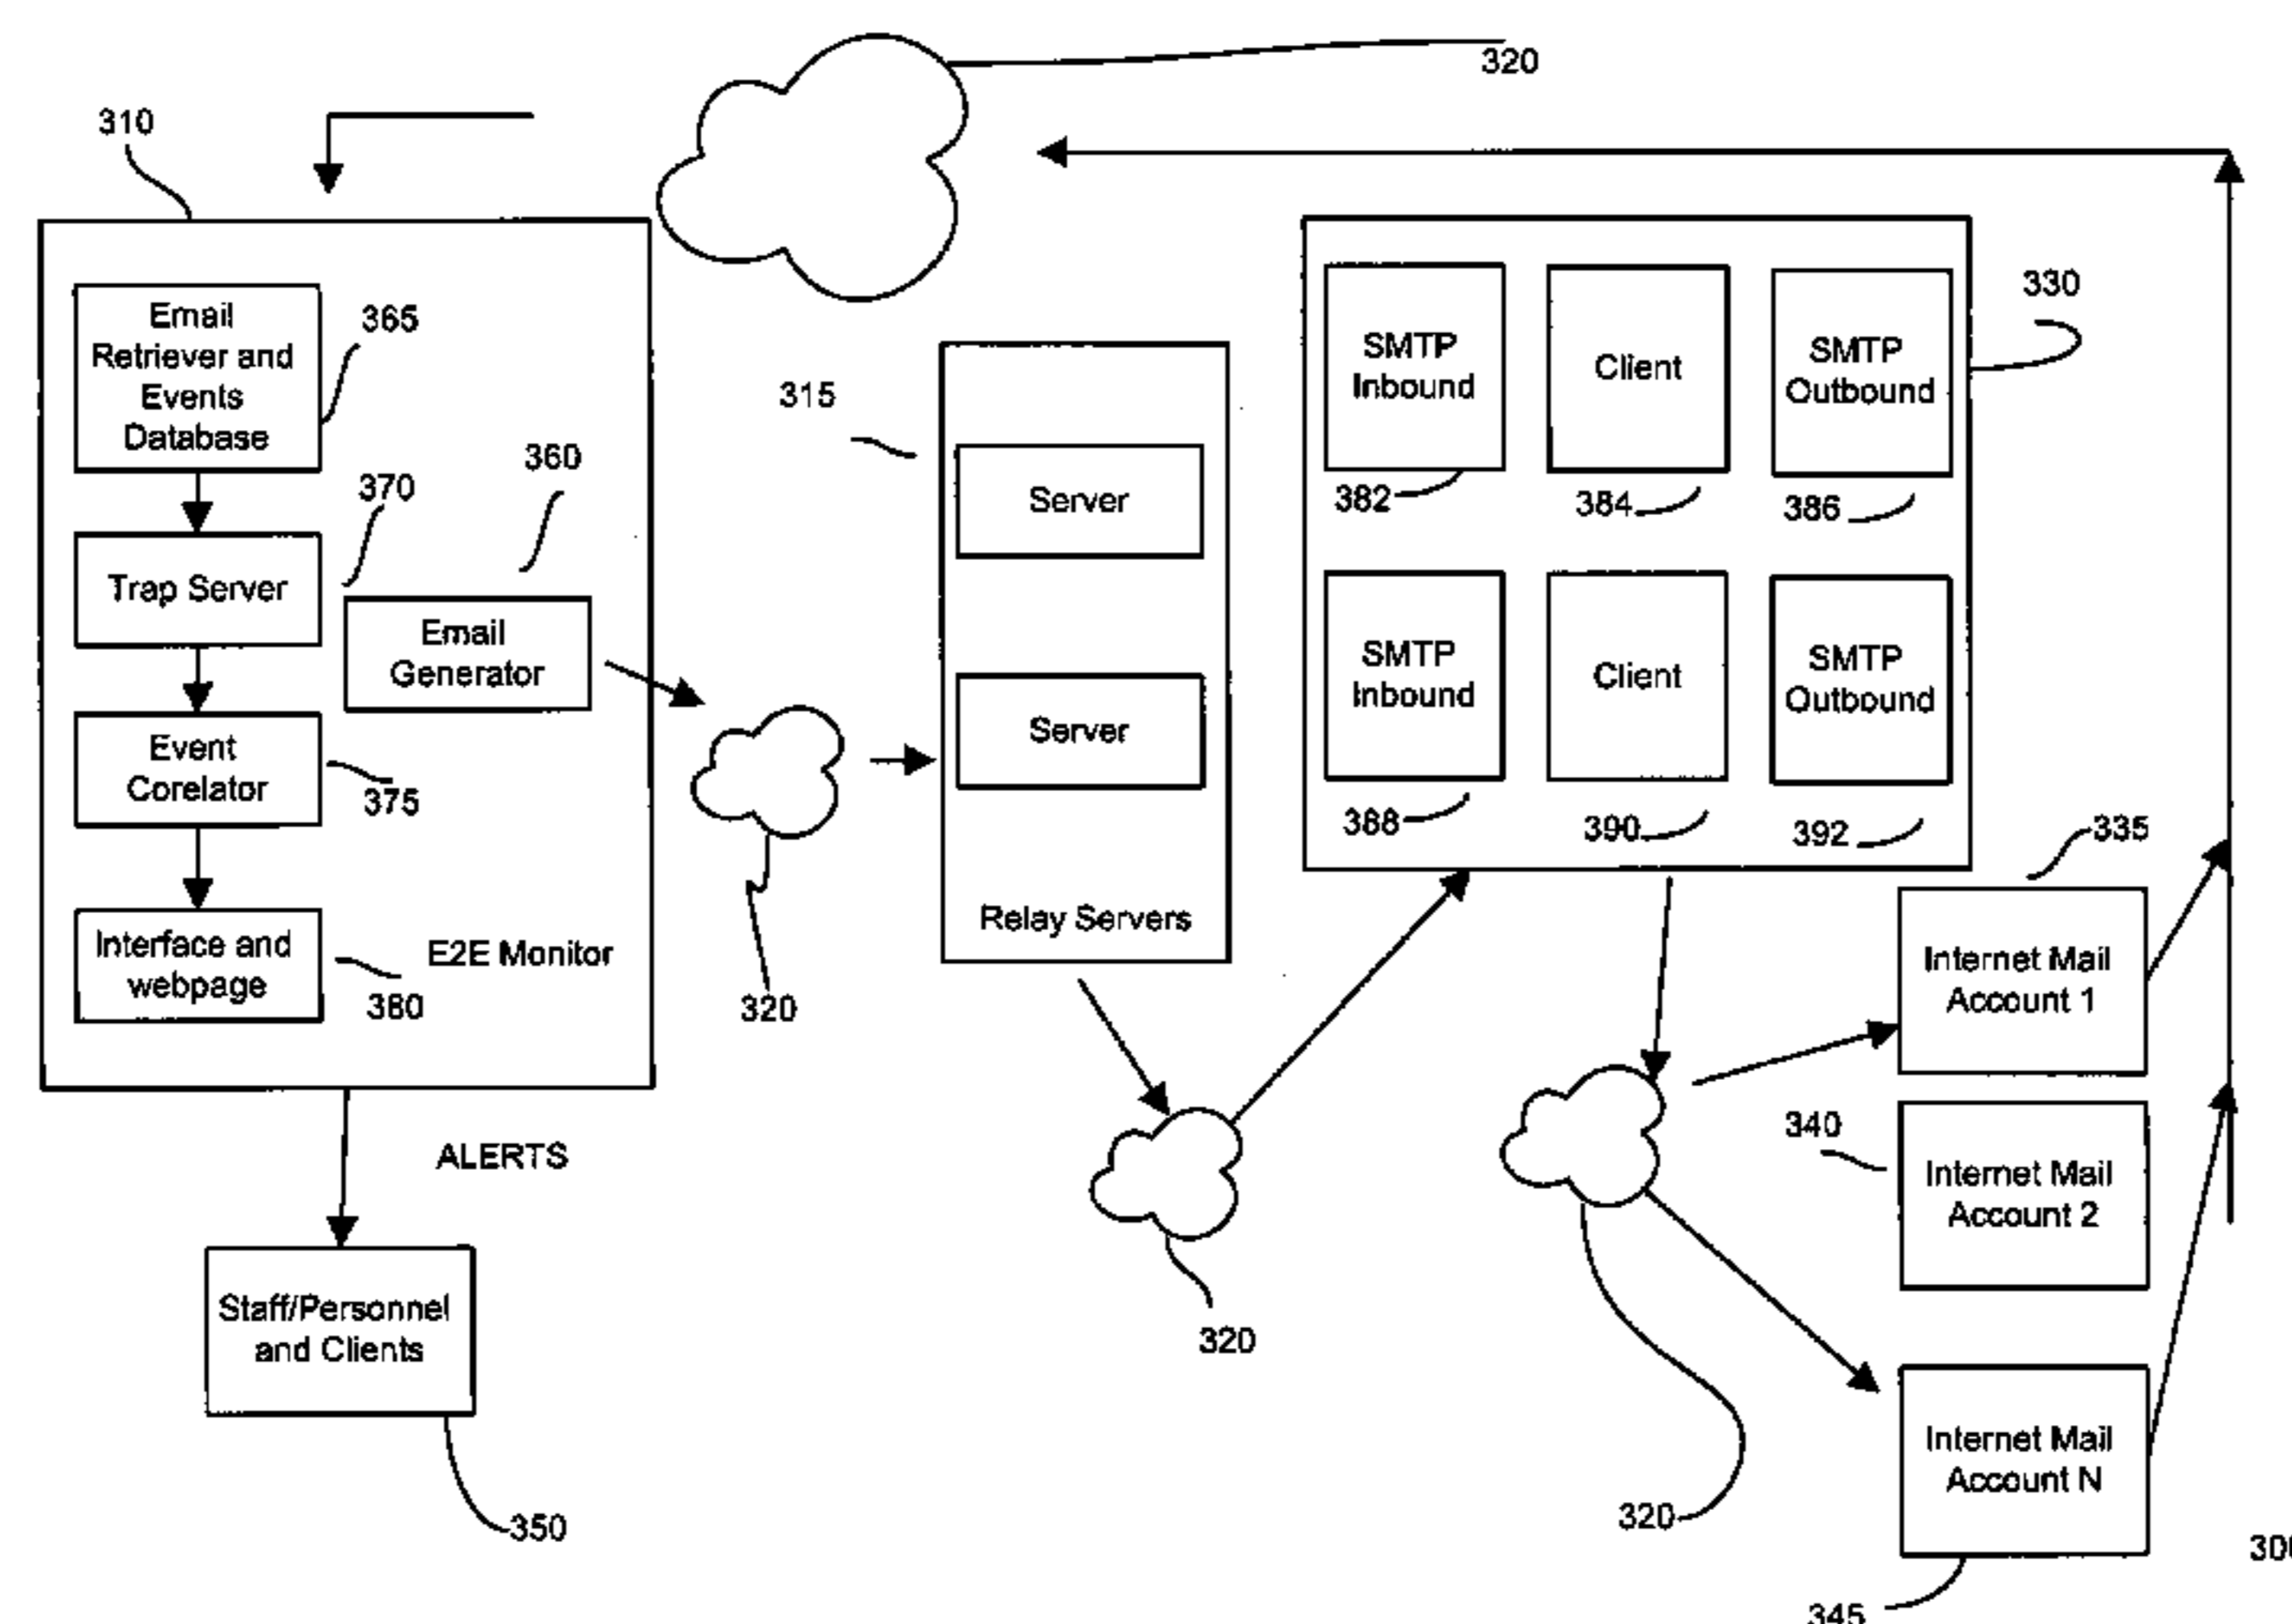 320
310
Email
Retriever and
Events
Database
365
370
360
Trap Server
Email
Generator
Event
Corelator
375
Interface and
webpage
380
E2E Monitor
ALERTS
Staff/Personnel
and Clients
350
320
315
Server
Server
Relay Servers
320
330
SMTP
Inbound
382
Client
384
SMTP
Outbound
386
SMTP
Inbound
388
Client
390
SMTP
Outbound
392
335
Internet Mail
Account 1
340
Internet Mail
Account 2
320
Internet Mail
Account N
345